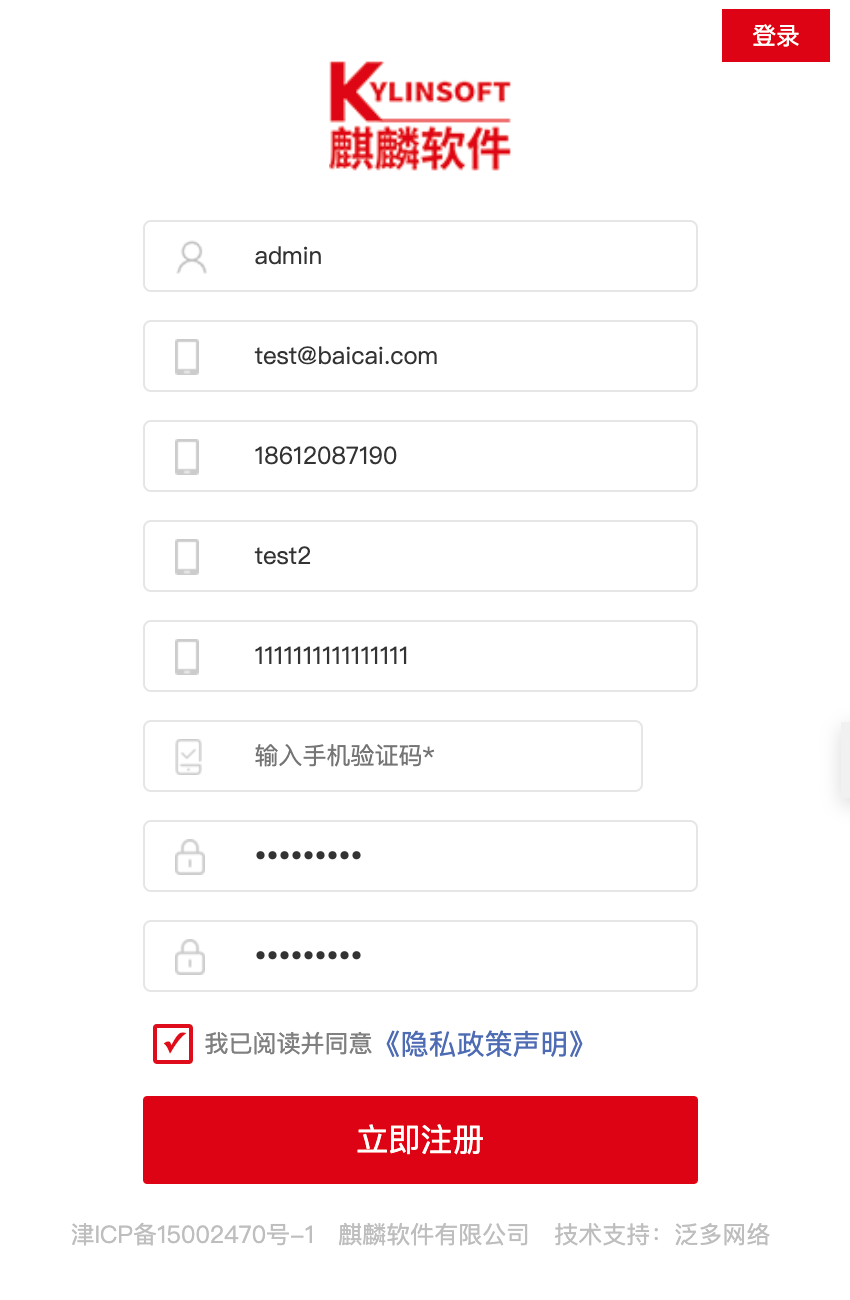 登录
KYLINSOFT
麒麟软件
admin
test@baicai.com
18612087190
test2
1111111111111111
输入手机验证码*
•••••••••
•••••••••
我已阅读并同意《隐私政策声明》
立即注册
津ICP备15002470号-1 麒麟软件有限公司 技术支持：泛多网络